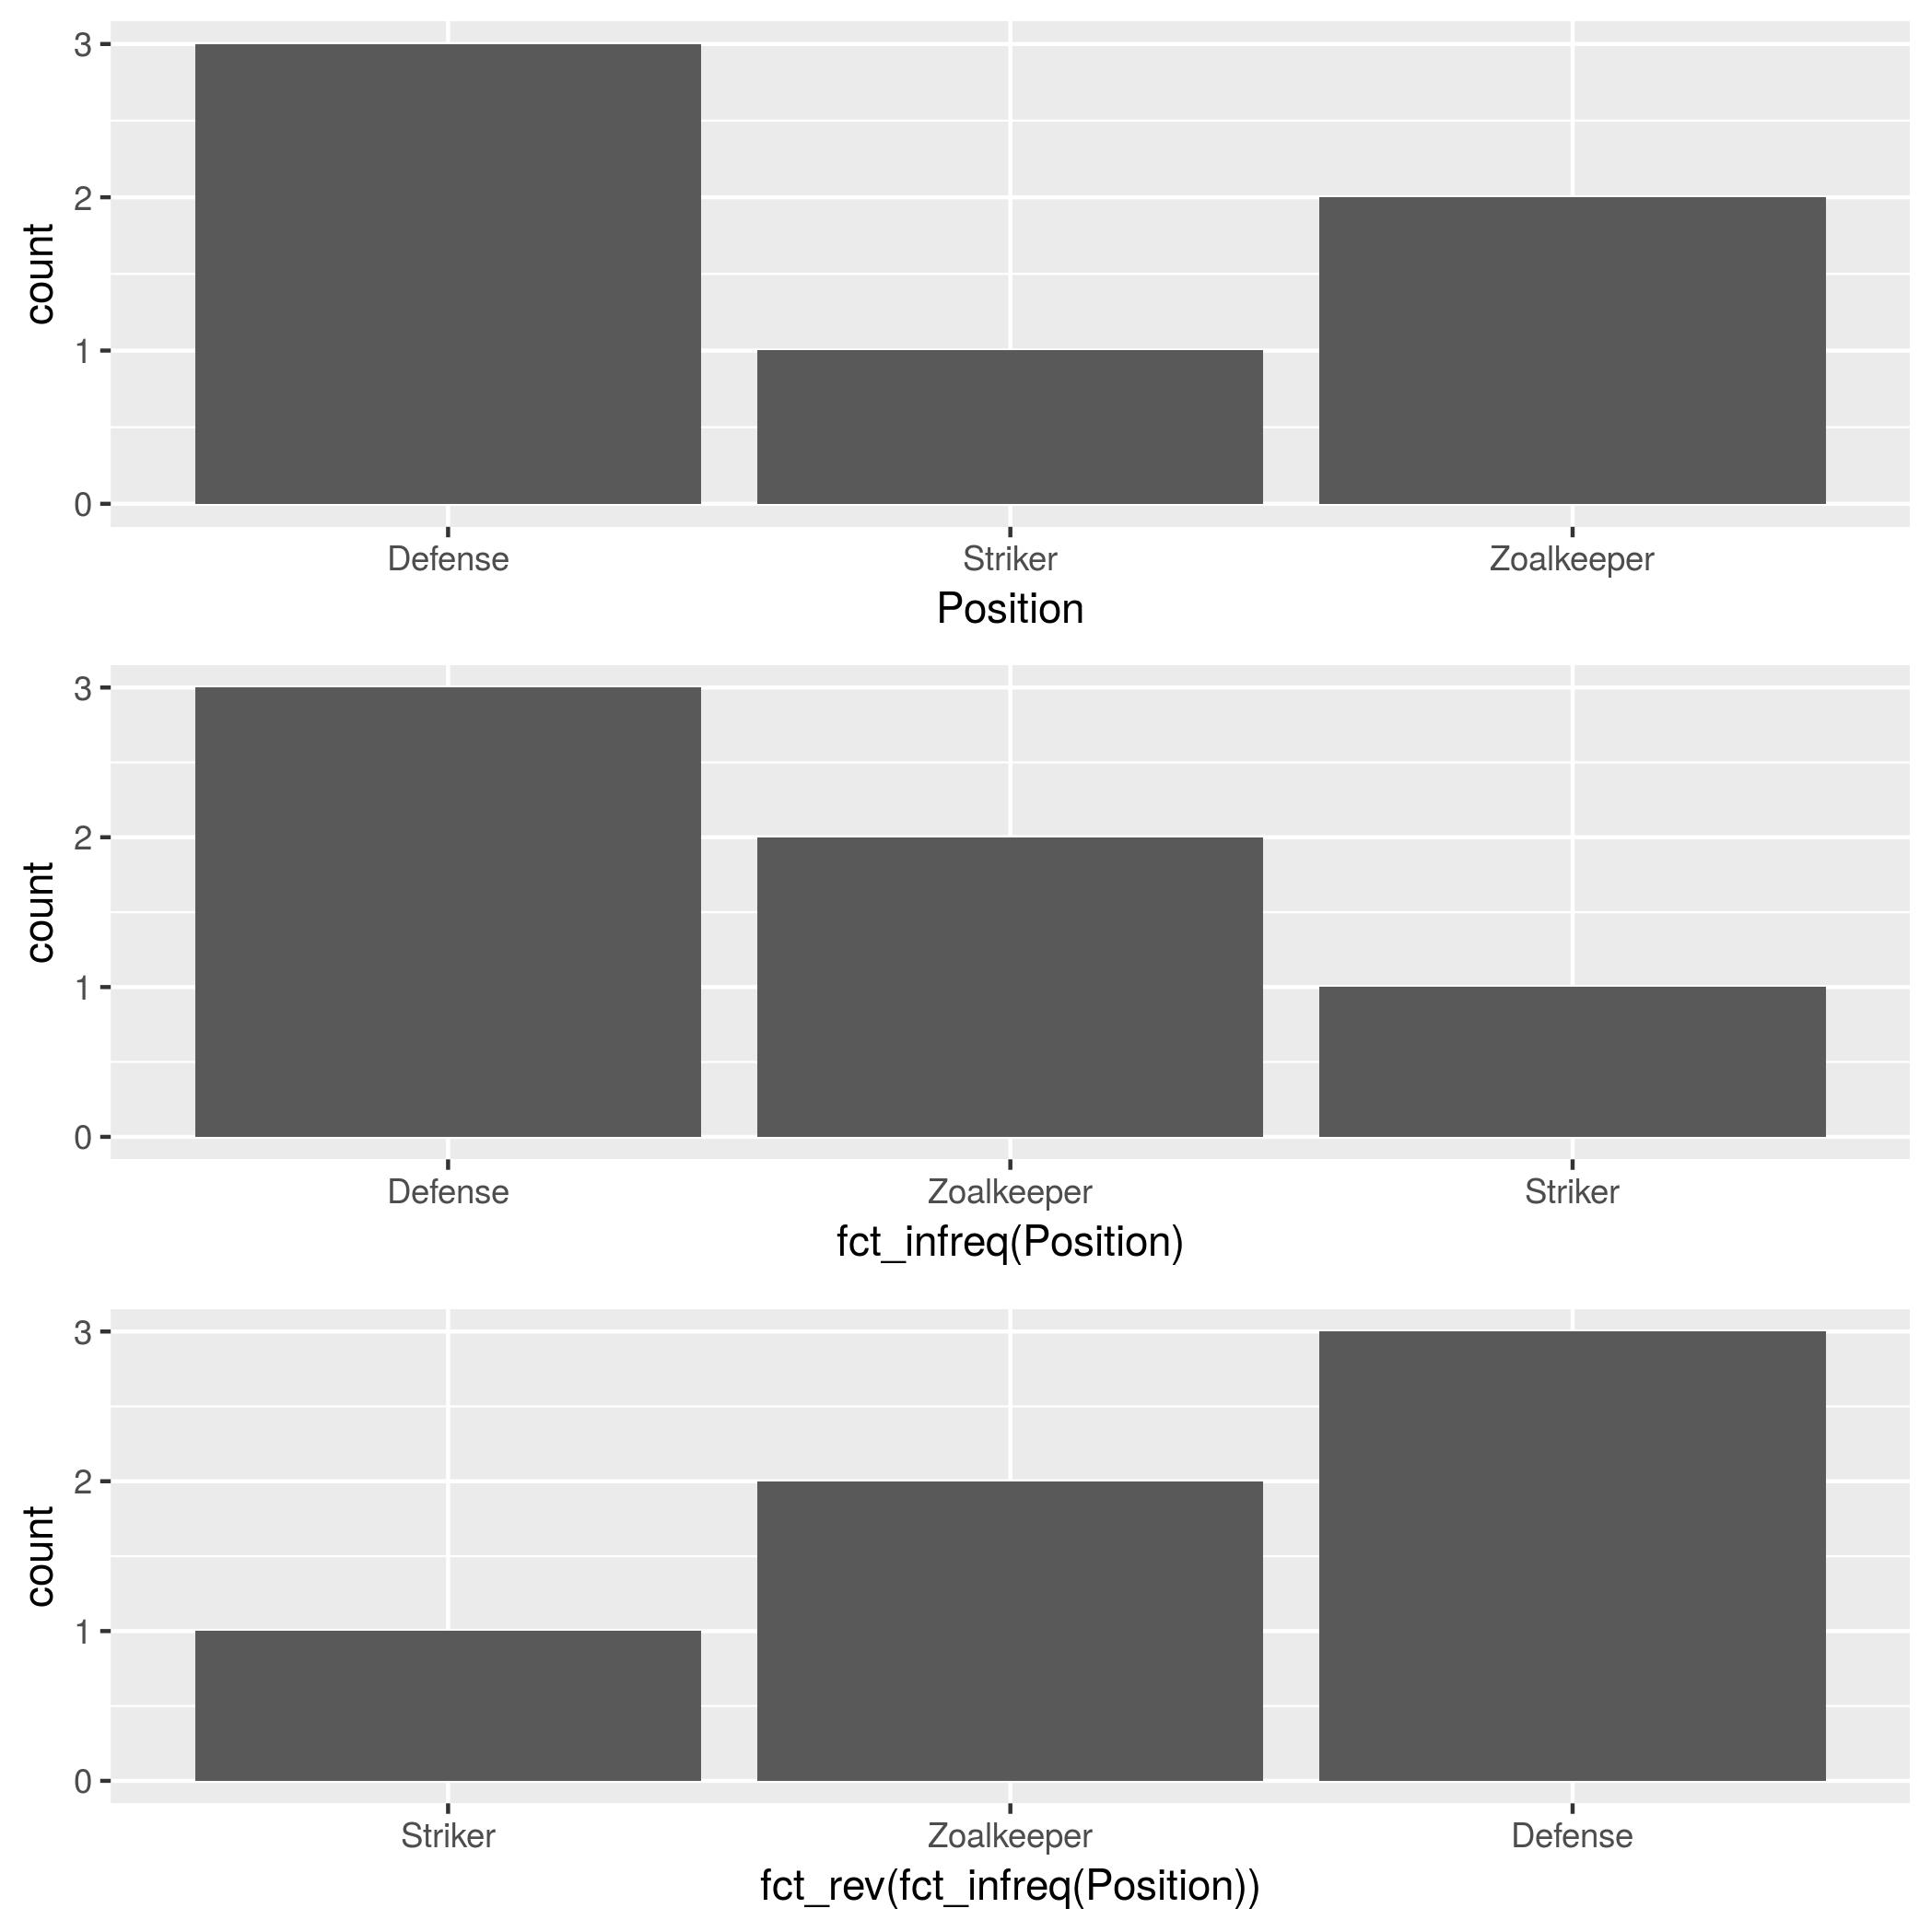 count
3
2
1
0
Defense Striker Zoalkeeper
Position
count
3
2
1
0
Defense Zoalkeeper Striker
fct_infreq(Position)
count
3
2
1
0
Striker Zoalkeeper Defense
fct_rev(fct_infreq(Position))